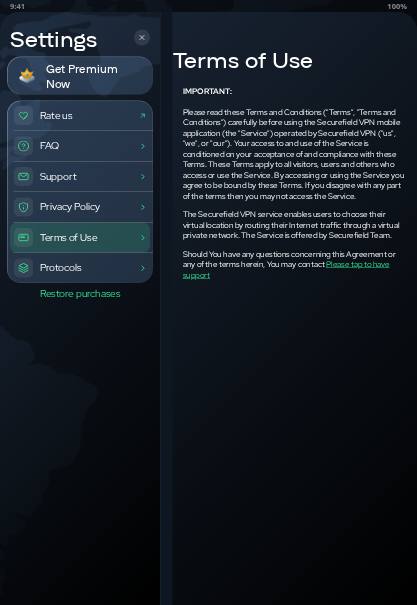 9:41
100%
Settings
Get Premium
Now
Rate us
FAQ
Support
Privacy Policy
Terms of Use
Protocols
Restore purchases
Terms of Use
IMPORTANT:
Please read these Terms and Conditions ("Terms", "Terms and
Conditions") carefully before using the Securefield VPN mobile
application (the "Service") operated by Securefield VPN ("us",
"we", or "our"). Your access to and use of the Service is
conditioned on your acceptance of and compliance with these
Terms. These Terms apply to all visitors, users and others who
access or use the Service. By accessing or using the Service you
agree to be bound by these Terms. If you disagree with any part
of the terms then you may not access the Service.
The Securefield VPN service enables users to choose their
virtual location by routing their Internet traffic through a virtual
private network. The Service is offered by Securefield Team.
Should You have any questions concerning this Agreement or
any of the terms herein, You may contact Please tap to have
support